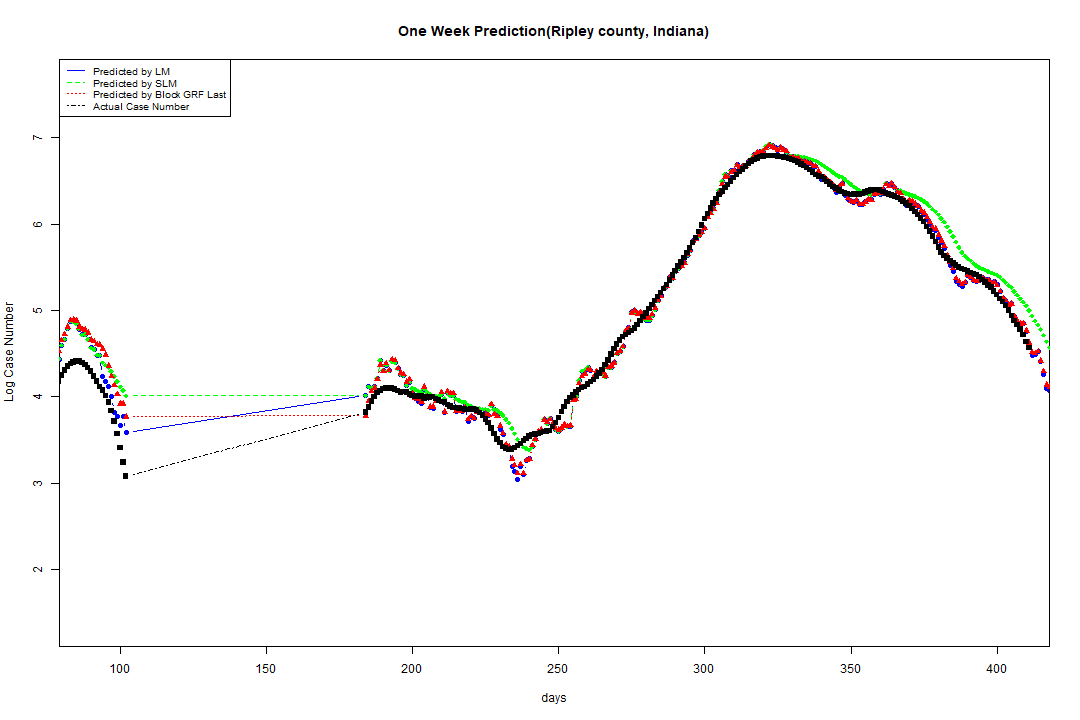 One Week Prediction(Ripley county, Indiana)
Predicted by LM
Predicted by SLM
Predicted by Block GRF Last
Actual Case Number
7
6
5
4
3
2
Log Case Number
100 150 200 250 300 350 400
days